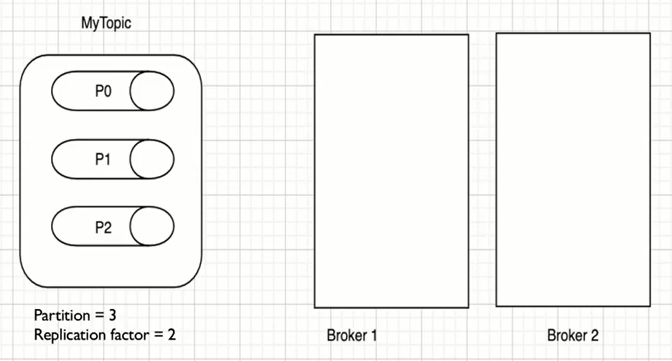 MyTopic
P0
P1
P2
Partition = 3
Replication factor = 2
Broker 1
Broker 2